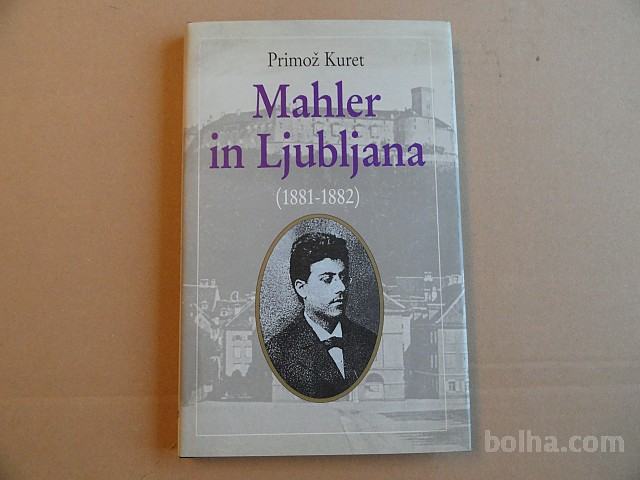 Primož Kuret
Mahler
in Ljubljana
(1881-1882)
bolha.com